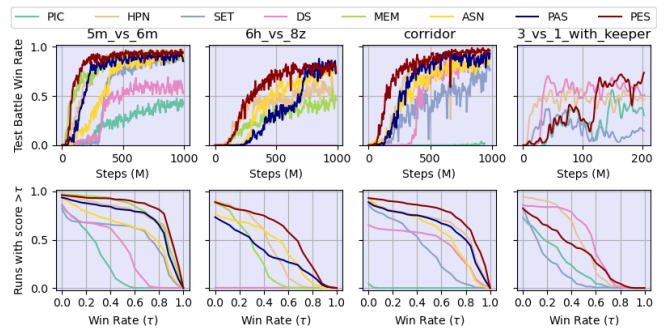 PIC HPN SET DS MEM ASN PAS PES
5m_vs_6m 6h_vs_8z corridor 3_vs_1_with_keeper
Test Battle Win Rate
1.0
0.5
0.0
0 500 1000 0 500 1000 0 500 1000 0 100 200
Steps (M) Steps (M) Steps (M) Steps (M)
Runs with score >τ
1.0
0.5
0.0
0.0 0.2 0.4 0.6 0.8 1.0 0.0 0.2 0.4 0.6 0.8 1.0 0.0 0.2 0.4 0.6 0.8 1.0 0.0 0.2 0.4 0.6 0.8 1.0
Win Rate (τ) Win Rate (τ) Win Rate (τ) Win Rate (τ)